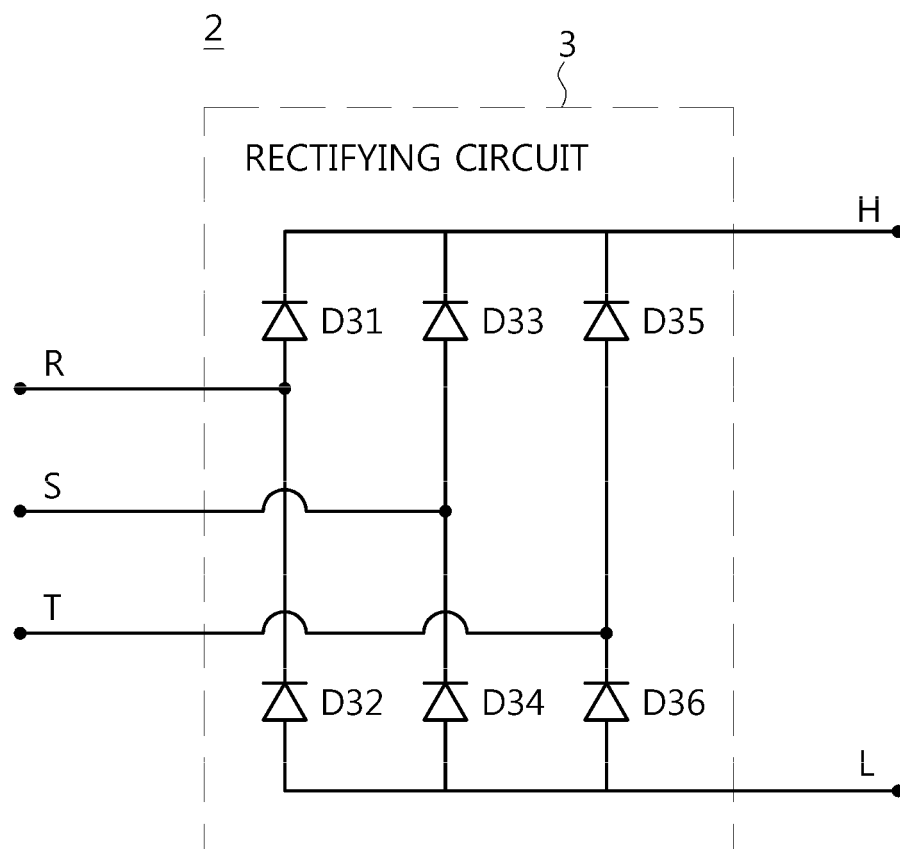 2
3
RECTIFYING CIRCUIT
H
D31 D33 D35
R
S
T
D32 D34 D36
L